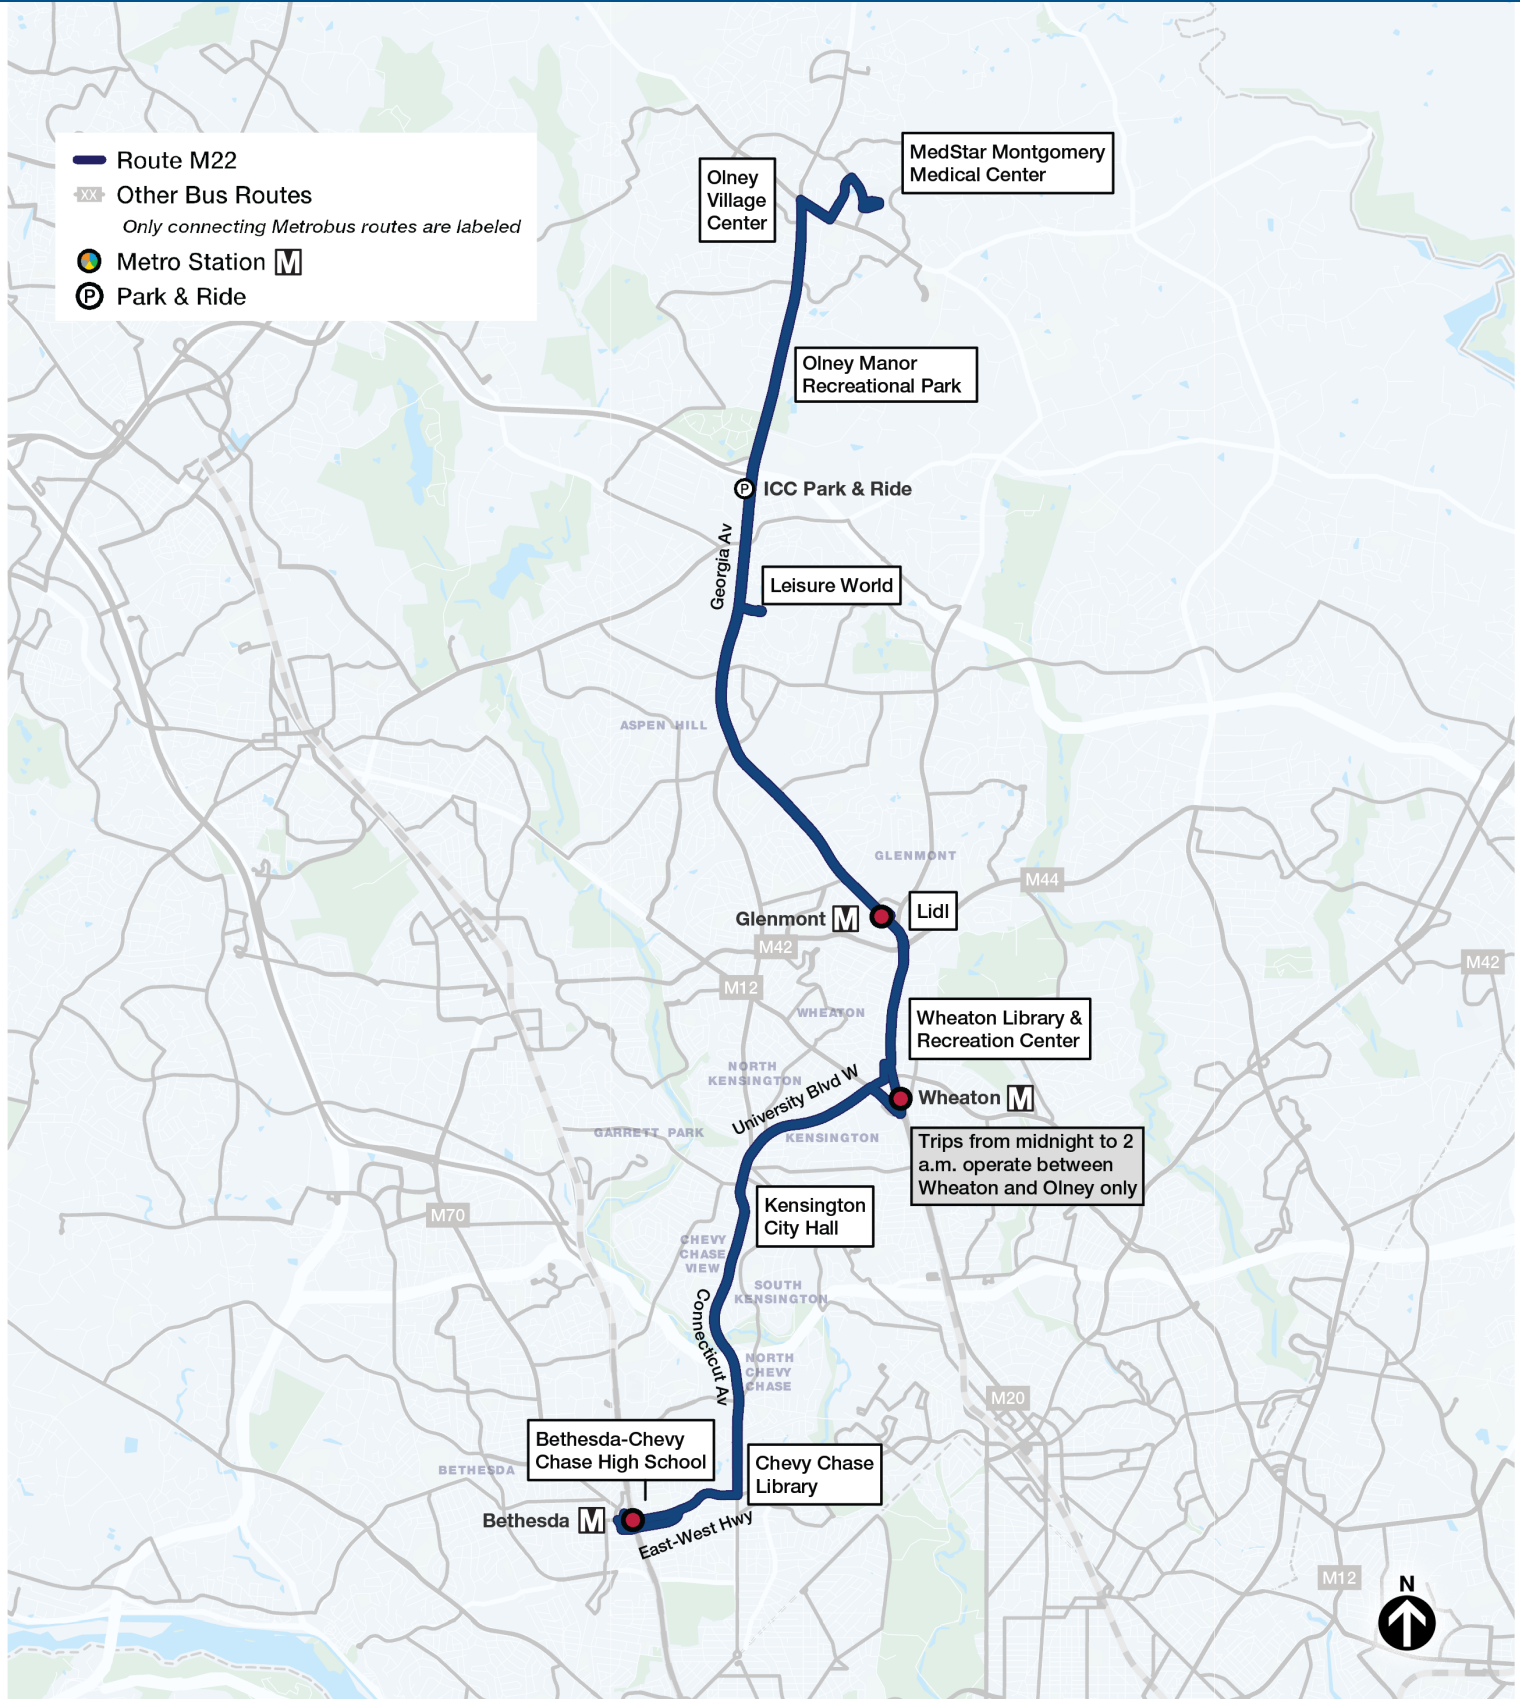 Route M22
XX Other Bus Routes
Only connecting Metrobus routes are labeled
Metro Station M
P Park & Ride
MedStar Montgomery
Medical Center
Olney
Village
Center
Olney Manor
Recreational Park
P ICC Park & Ride
Georgia Av
Leisure World
ASPEN HILL
GLENMONT
M44
Glenmont M
Lidl
M42
M42
M12
WHEATON
Wheaton Library &
Recreation Center
NORTH
KENSINGTON
University Blvd W
Wheaton M
GARRETT PARK
KENSINGTON
Trips from midnight to 2
a.m. operate between
Wheaton and Olney only
M70
Kensington
City Hall
CHEVY
CHASE
VIEW
SOUTH
KENSINGTON
Connecticut Av
NORTH
CHEVY
CHASE
M20
Bethesda-Chevy
Chase High School
BETHESDA
Chevy Chase
Library
Bethesda M
East-West Hwy
M12
N